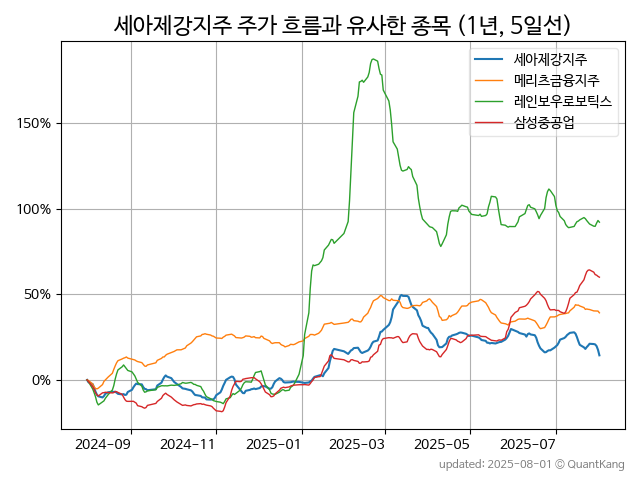 세아제강지주 주가 흐름과 유사한 종목 (1년, 5일선)
세아제강지주
메리츠금융지주
레인보우로보틱스
삼성중공업
150%
100%
50%
0%
2024-09 2024-11 2025-01 2025-03 2025-05 2025-07
updated: 2025-08-01 © QuantKang